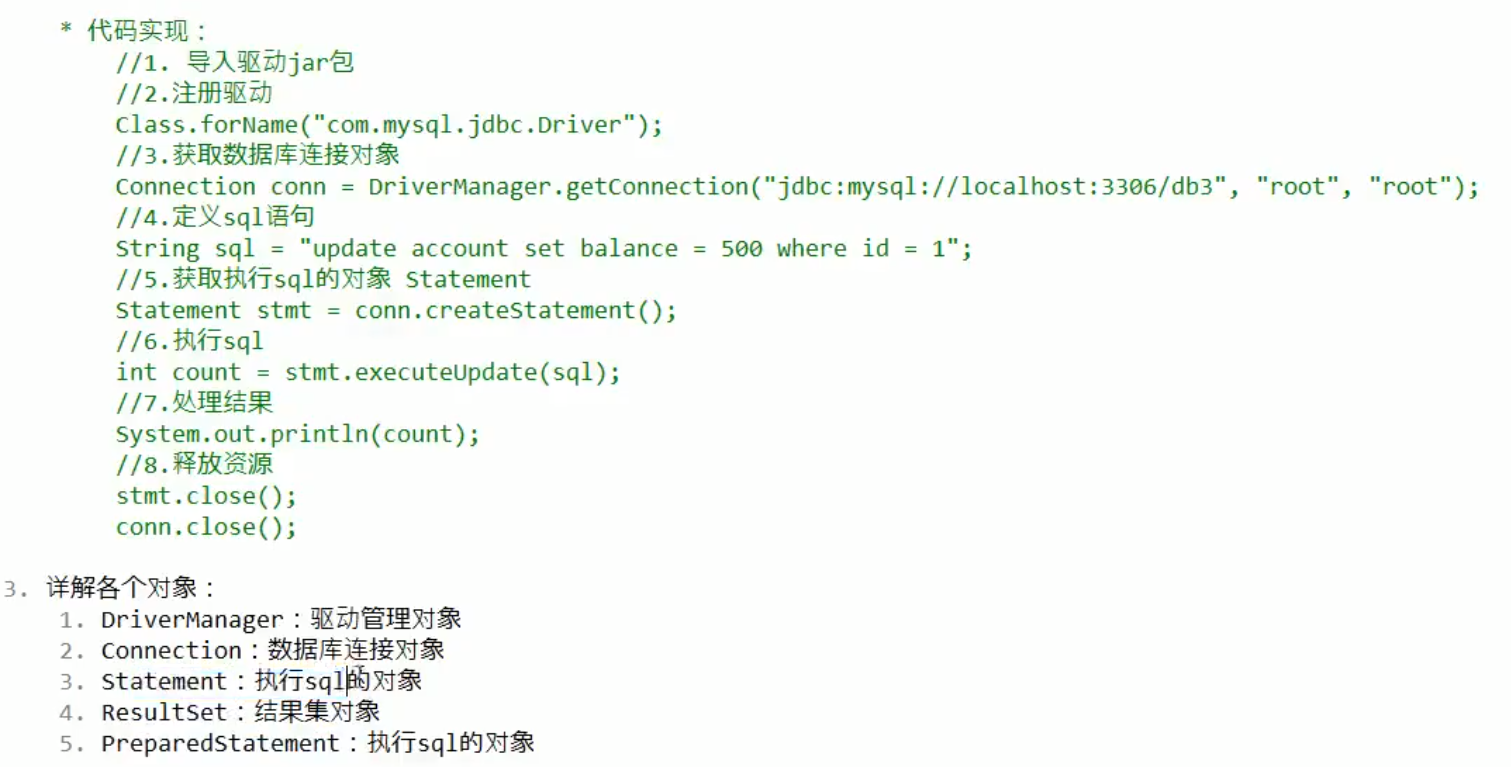 * 代码实现：
//1. 导入驱动jar包
//2.注册驱动
Class.forName("com.mysql.jdbc.Driver");
//3.获取数据库连接对象
Connection conn = DriverManager.getConnection("jdbc:mysql://localhost:3306/db3", "root", "root");
//4.定义sql语句
String sql = "update account set balance = 500 where id = 1";
//5.获取执行sql的对象 Statement
Statement stmt = conn.createStatement();
//6.执行sql
int count = stmt.executeUpdate(sql);
//7.处理结果
System.out.println(count);
//8.释放资源
stmt.close();
conn.close();
3. 详解各个对象：
1. DriverManager：驱动管理对象
2. Connection：数据库连接对象
3. Statement：执行sql的对象
4. ResultSet：结果集对象
5. PreparedStatement：执行sql的对象